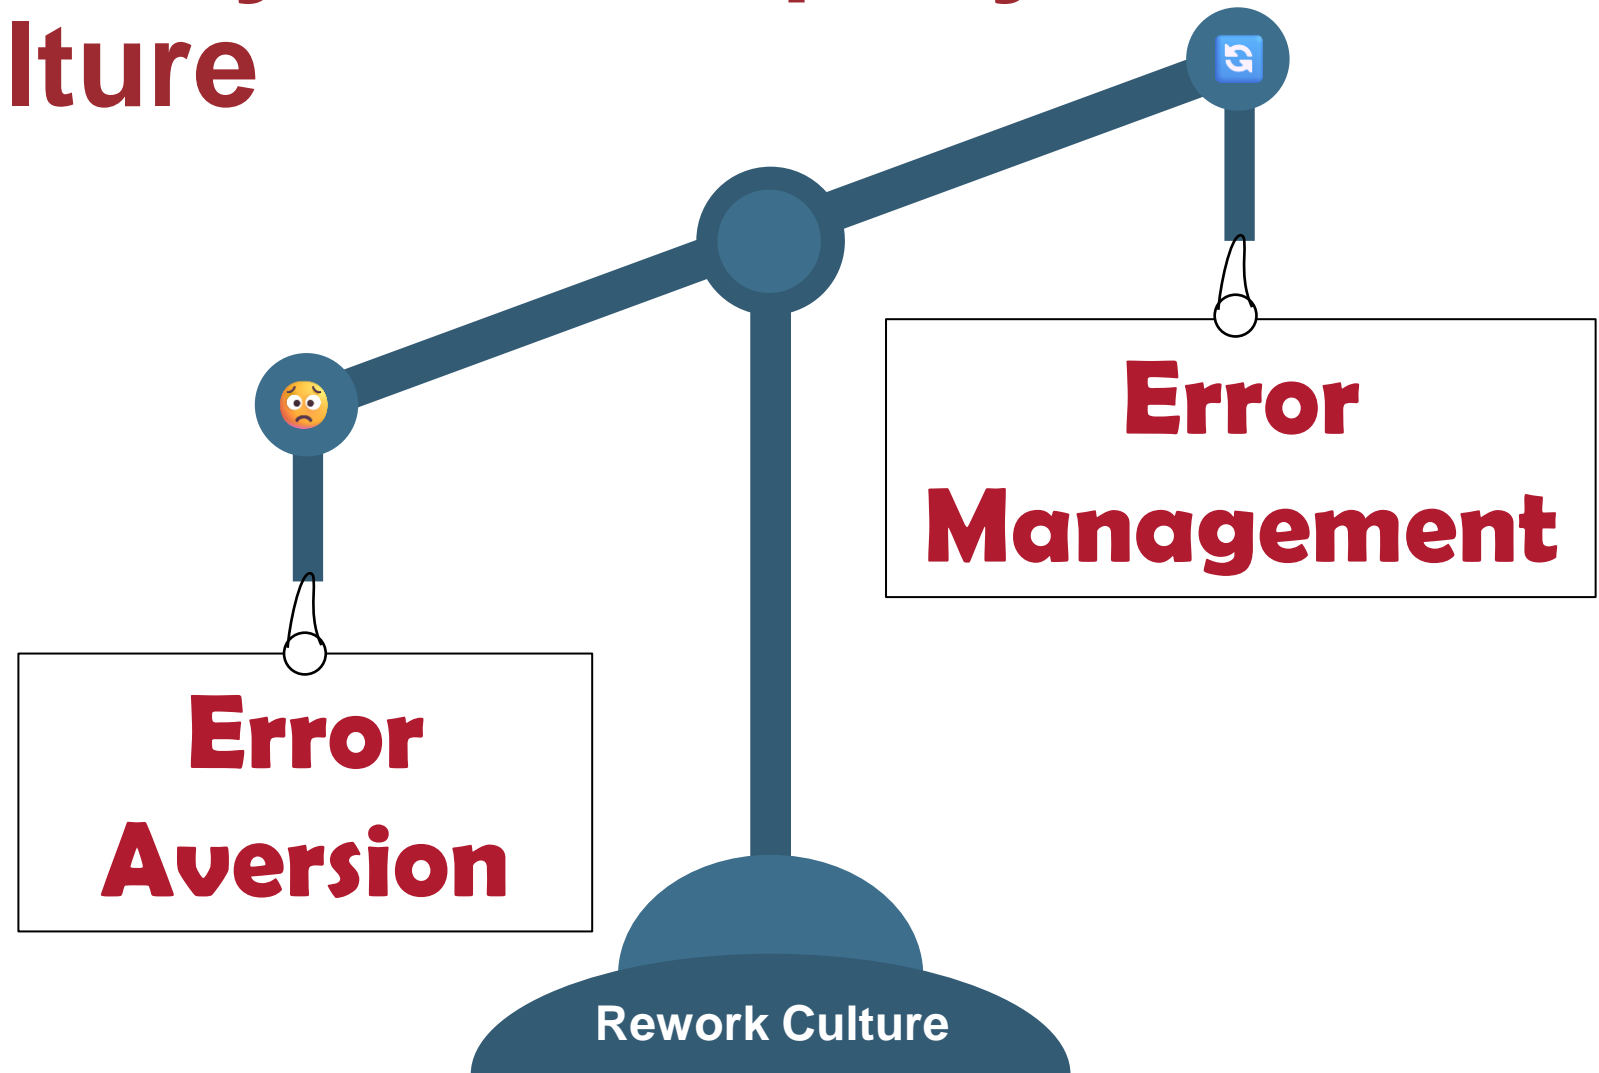 lture
Error
Management
Error
Aversion
Rework Culture